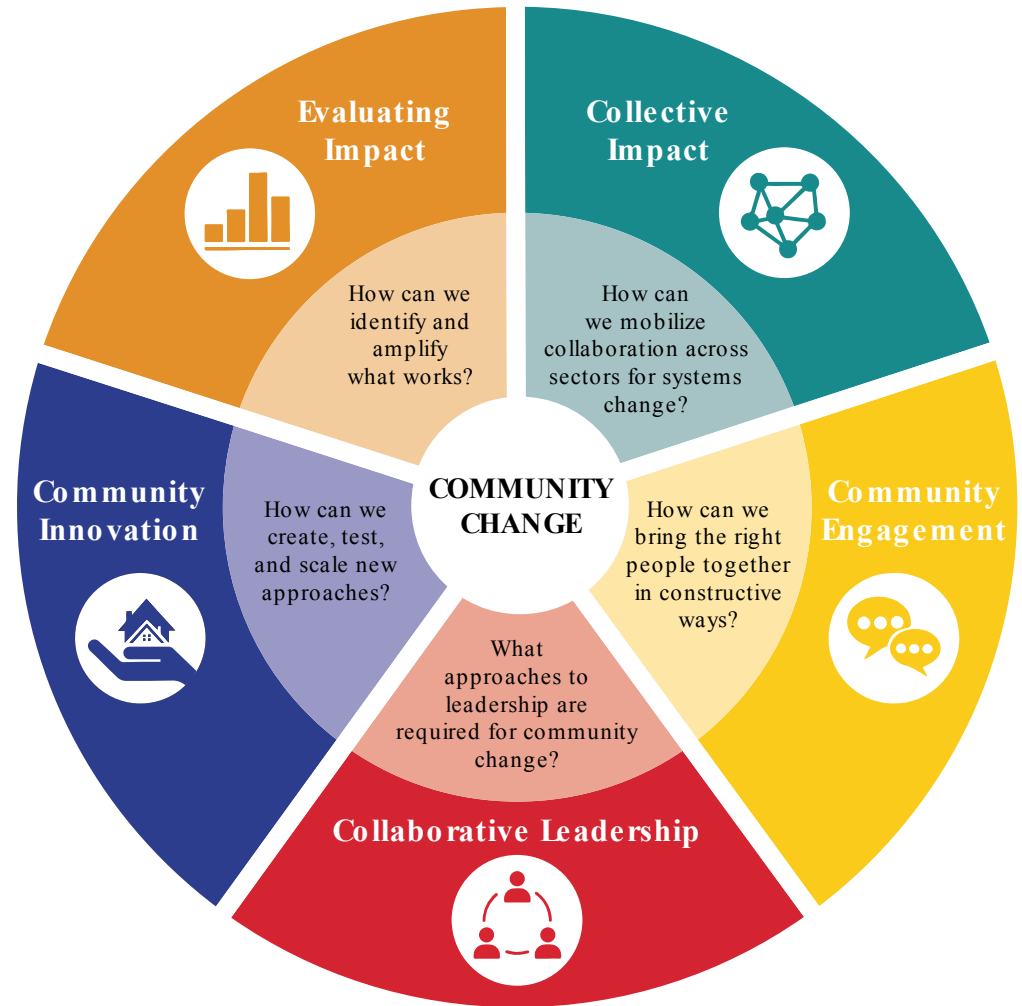 Evaluating
Impact
How can we
identify and
amplify
what works?
Collective
Impact
How can
we mobilize
collaboration across
sectors for systems
change?
Community
Engagement
How can we
bring the right
people together
in constructive
ways?
Collaborative Leadership
What
approaches to
leadership are
required for community
change?
Community
Innovation
How can we
create, test,
and scale new
approaches?
COMMUNITY
CHANGE